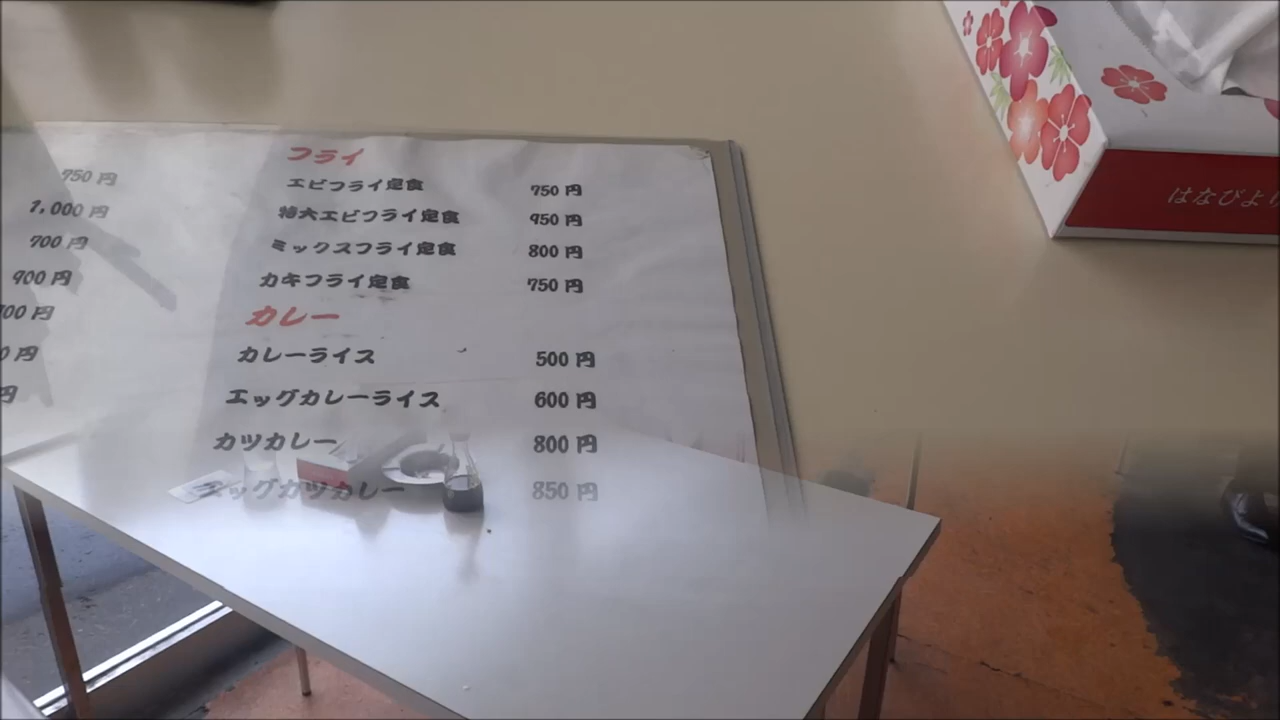 フライ
エビフライ定食 750円
特大エビフライ定食 950円
ミックスフライ定食 800円
カキフライ定食 750円
カレー
カレーライス 500円
エッグカレーライス 600円
カツカレー 800円
エッグカツカレー 850円
750円
1,000円
700円
900円
円
円
円
はなびより